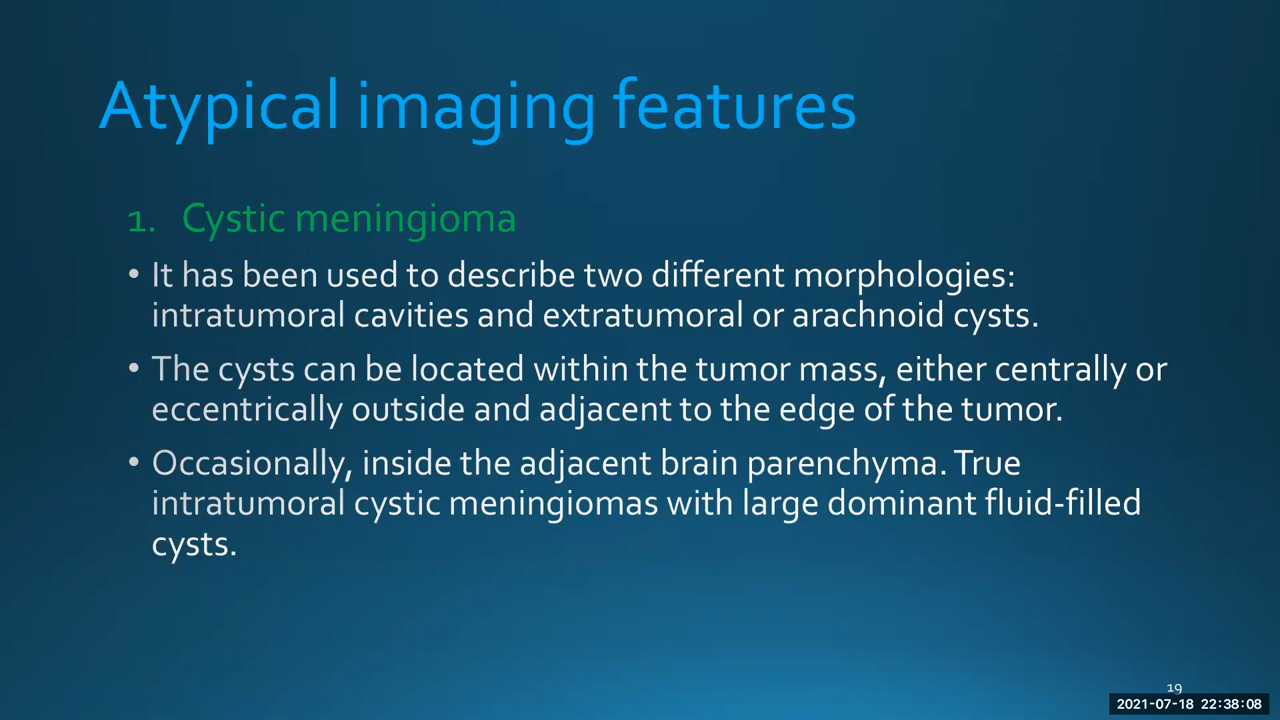 Atypical imaging features
1. Cystic meningioma
• It has been used to describe two different morphologies:
intratumoral cavities and extratumoral or arachnoid cysts.
• The cysts can be located within the tumor mass, either centrally or
eccentrically outside and adjacent to the edge of the tumor.
• Occasionally, inside the adjacent brain parenchyma. True
intratumoral cystic meningiomas with large dominant fluid-filled
cysts.
19
2021-07-18 22:38:08